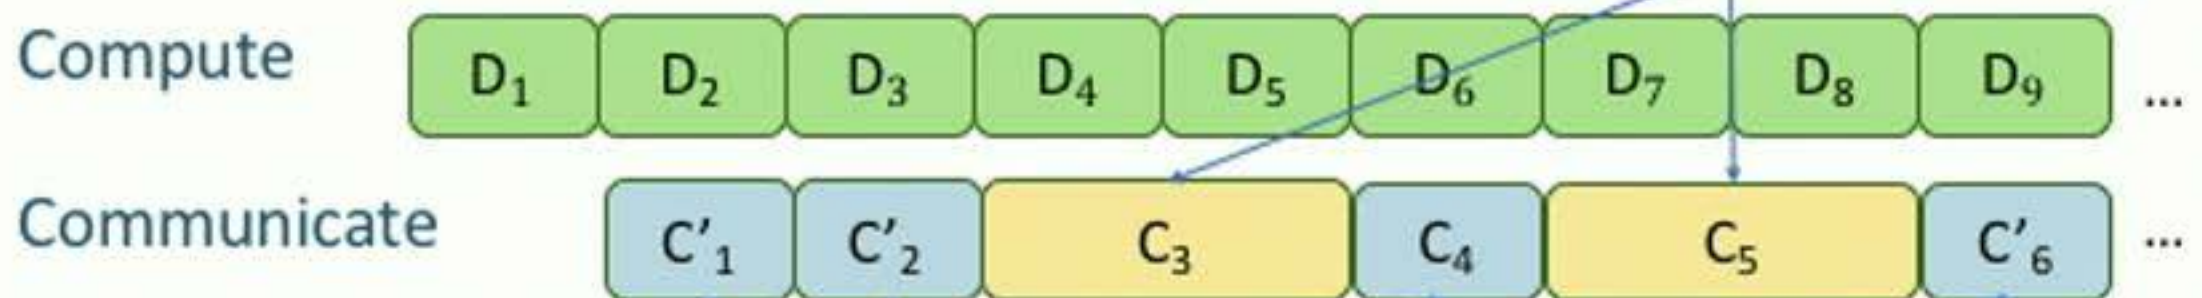 Compute D₁ D₂ D₃ D₄ D₅ D₆ D₇ D₈ D₉ ...
Communicate C'₁ C'₂ C₃ C₄ C₅ C'₆ ...